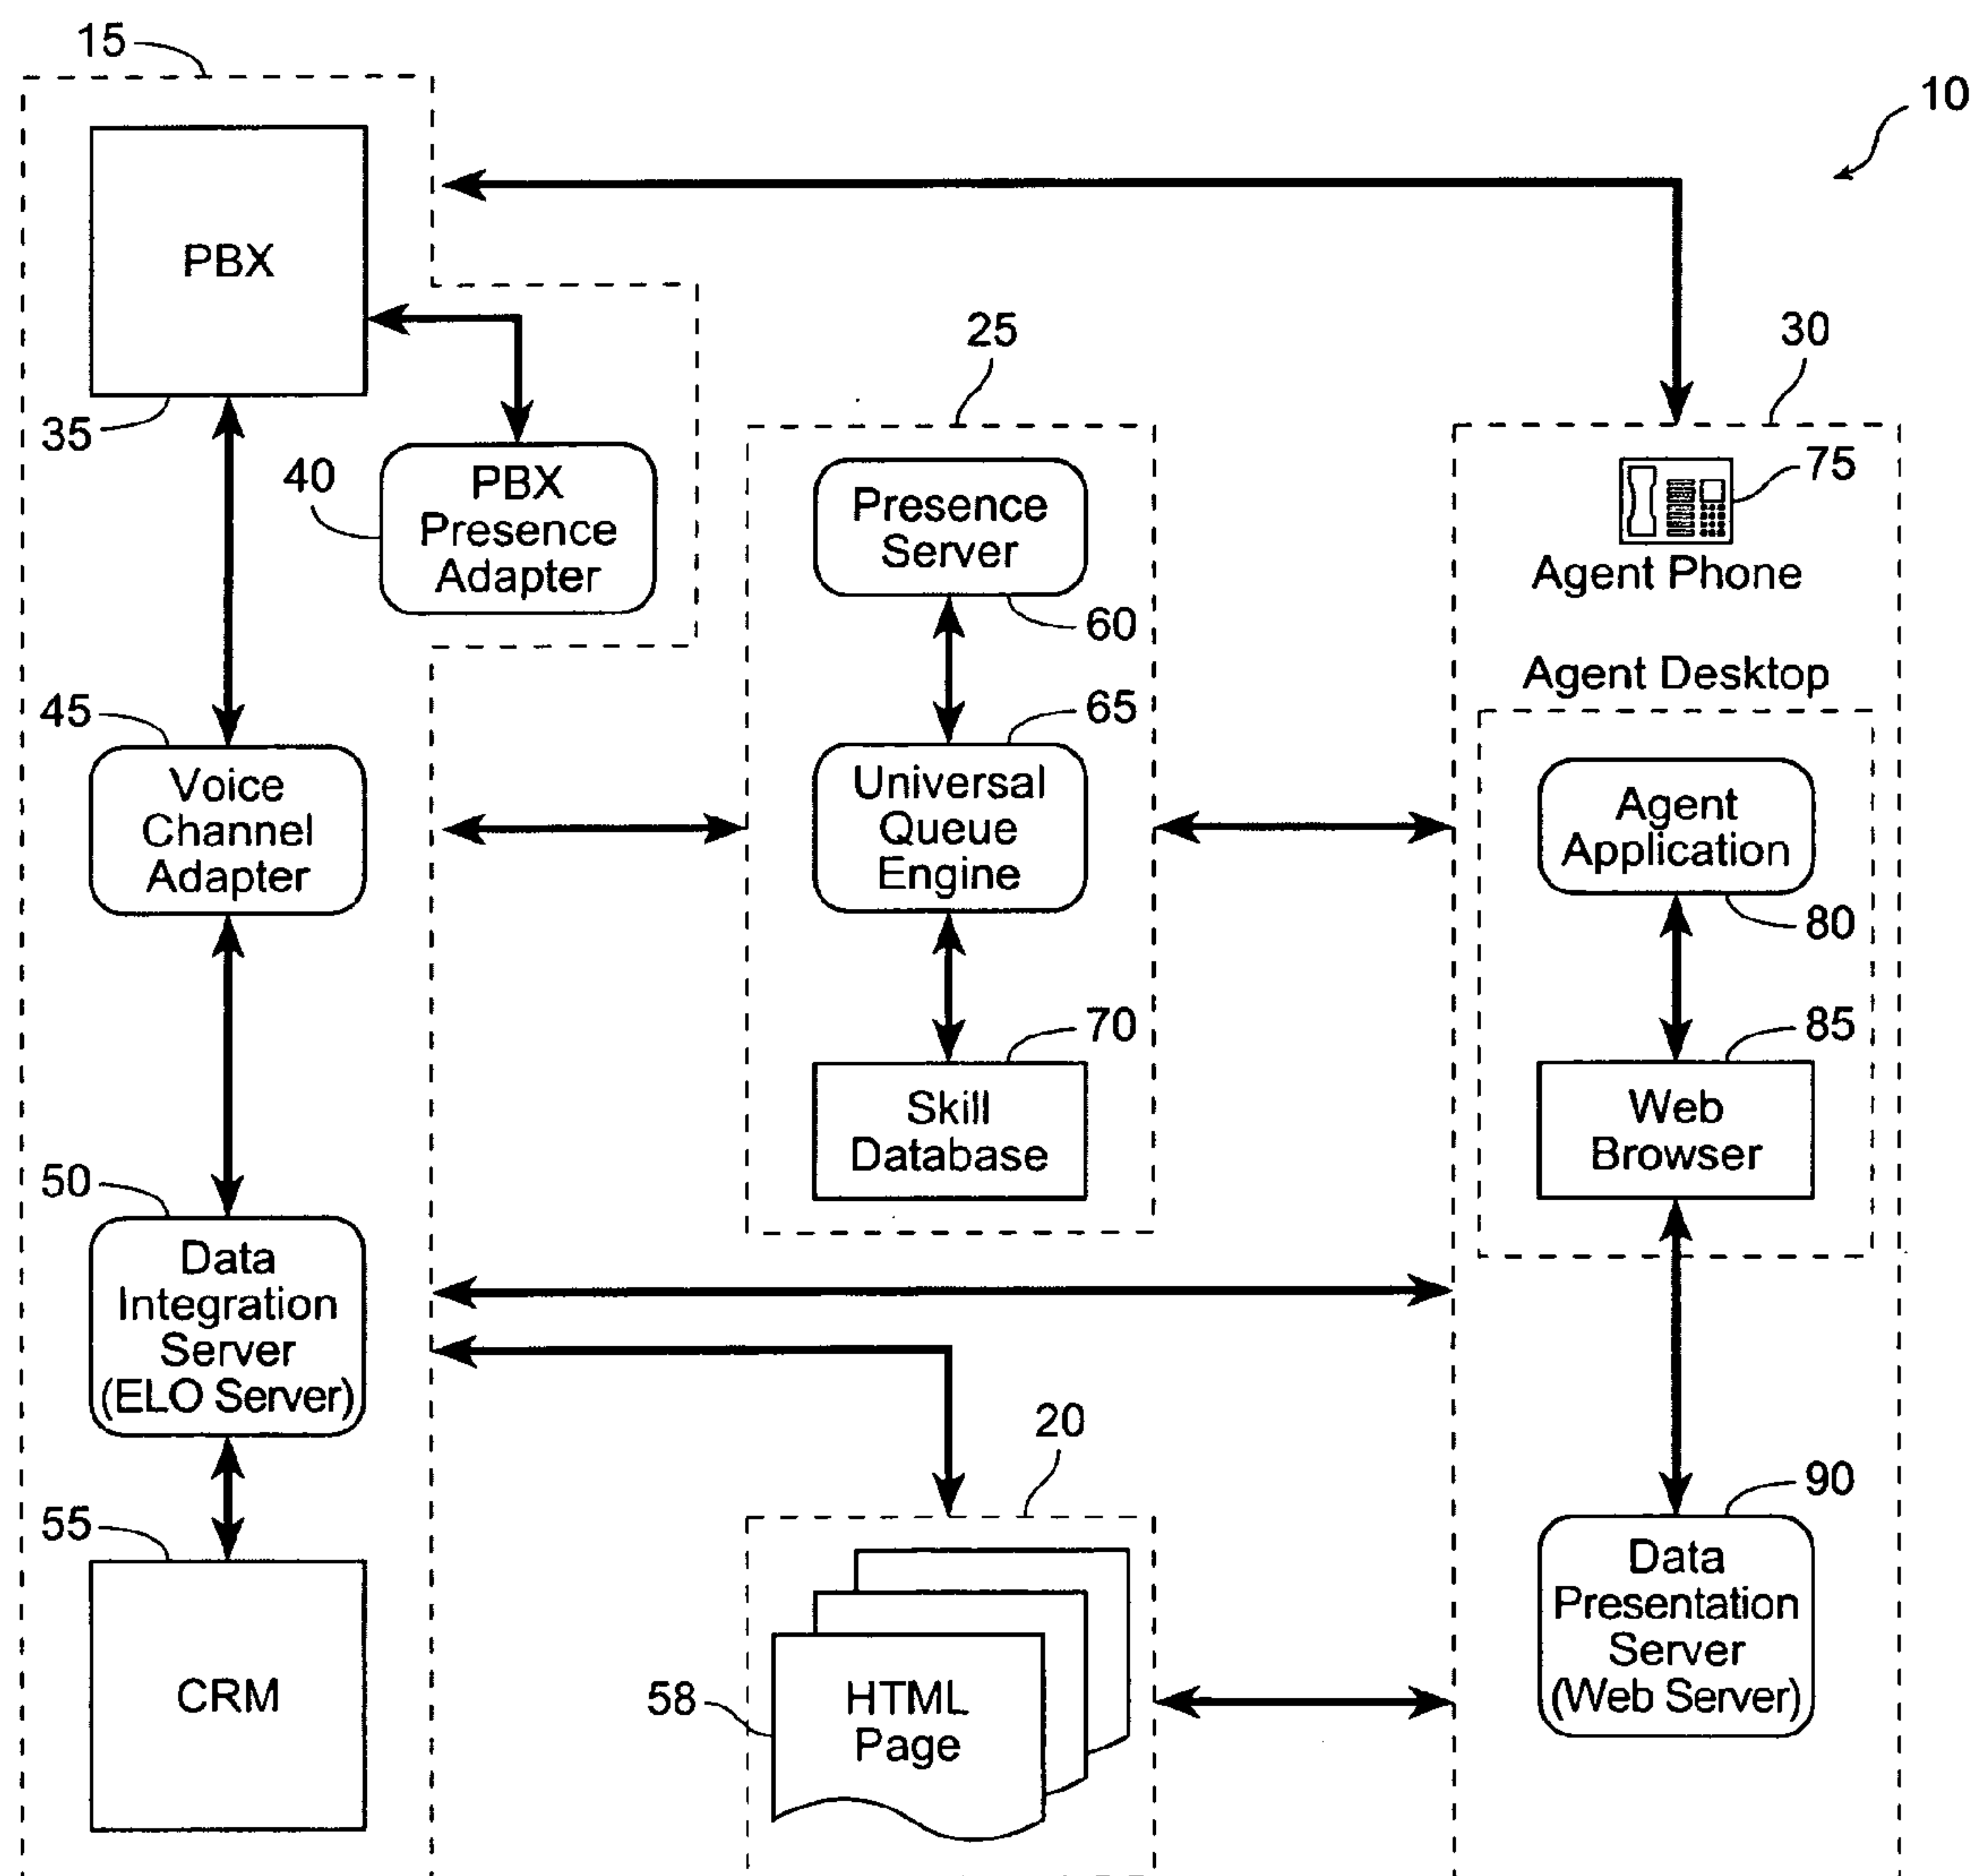 15
10
PBX
25
30
35
40
PBX
Presence
Adapter
Presence
Server
75
Agent Phone
60
Agent Desktop
45
65
Voice
Channel
Adapter
Universal
Queue
Engine
Agent
Application
80
70
85
Skill
Database
Web
Browser
50
Data
Integration
Server
(ELO Server)
20
90
55
Data
Presentation
Server
(Web Server)
CRM
58
HTML
Page